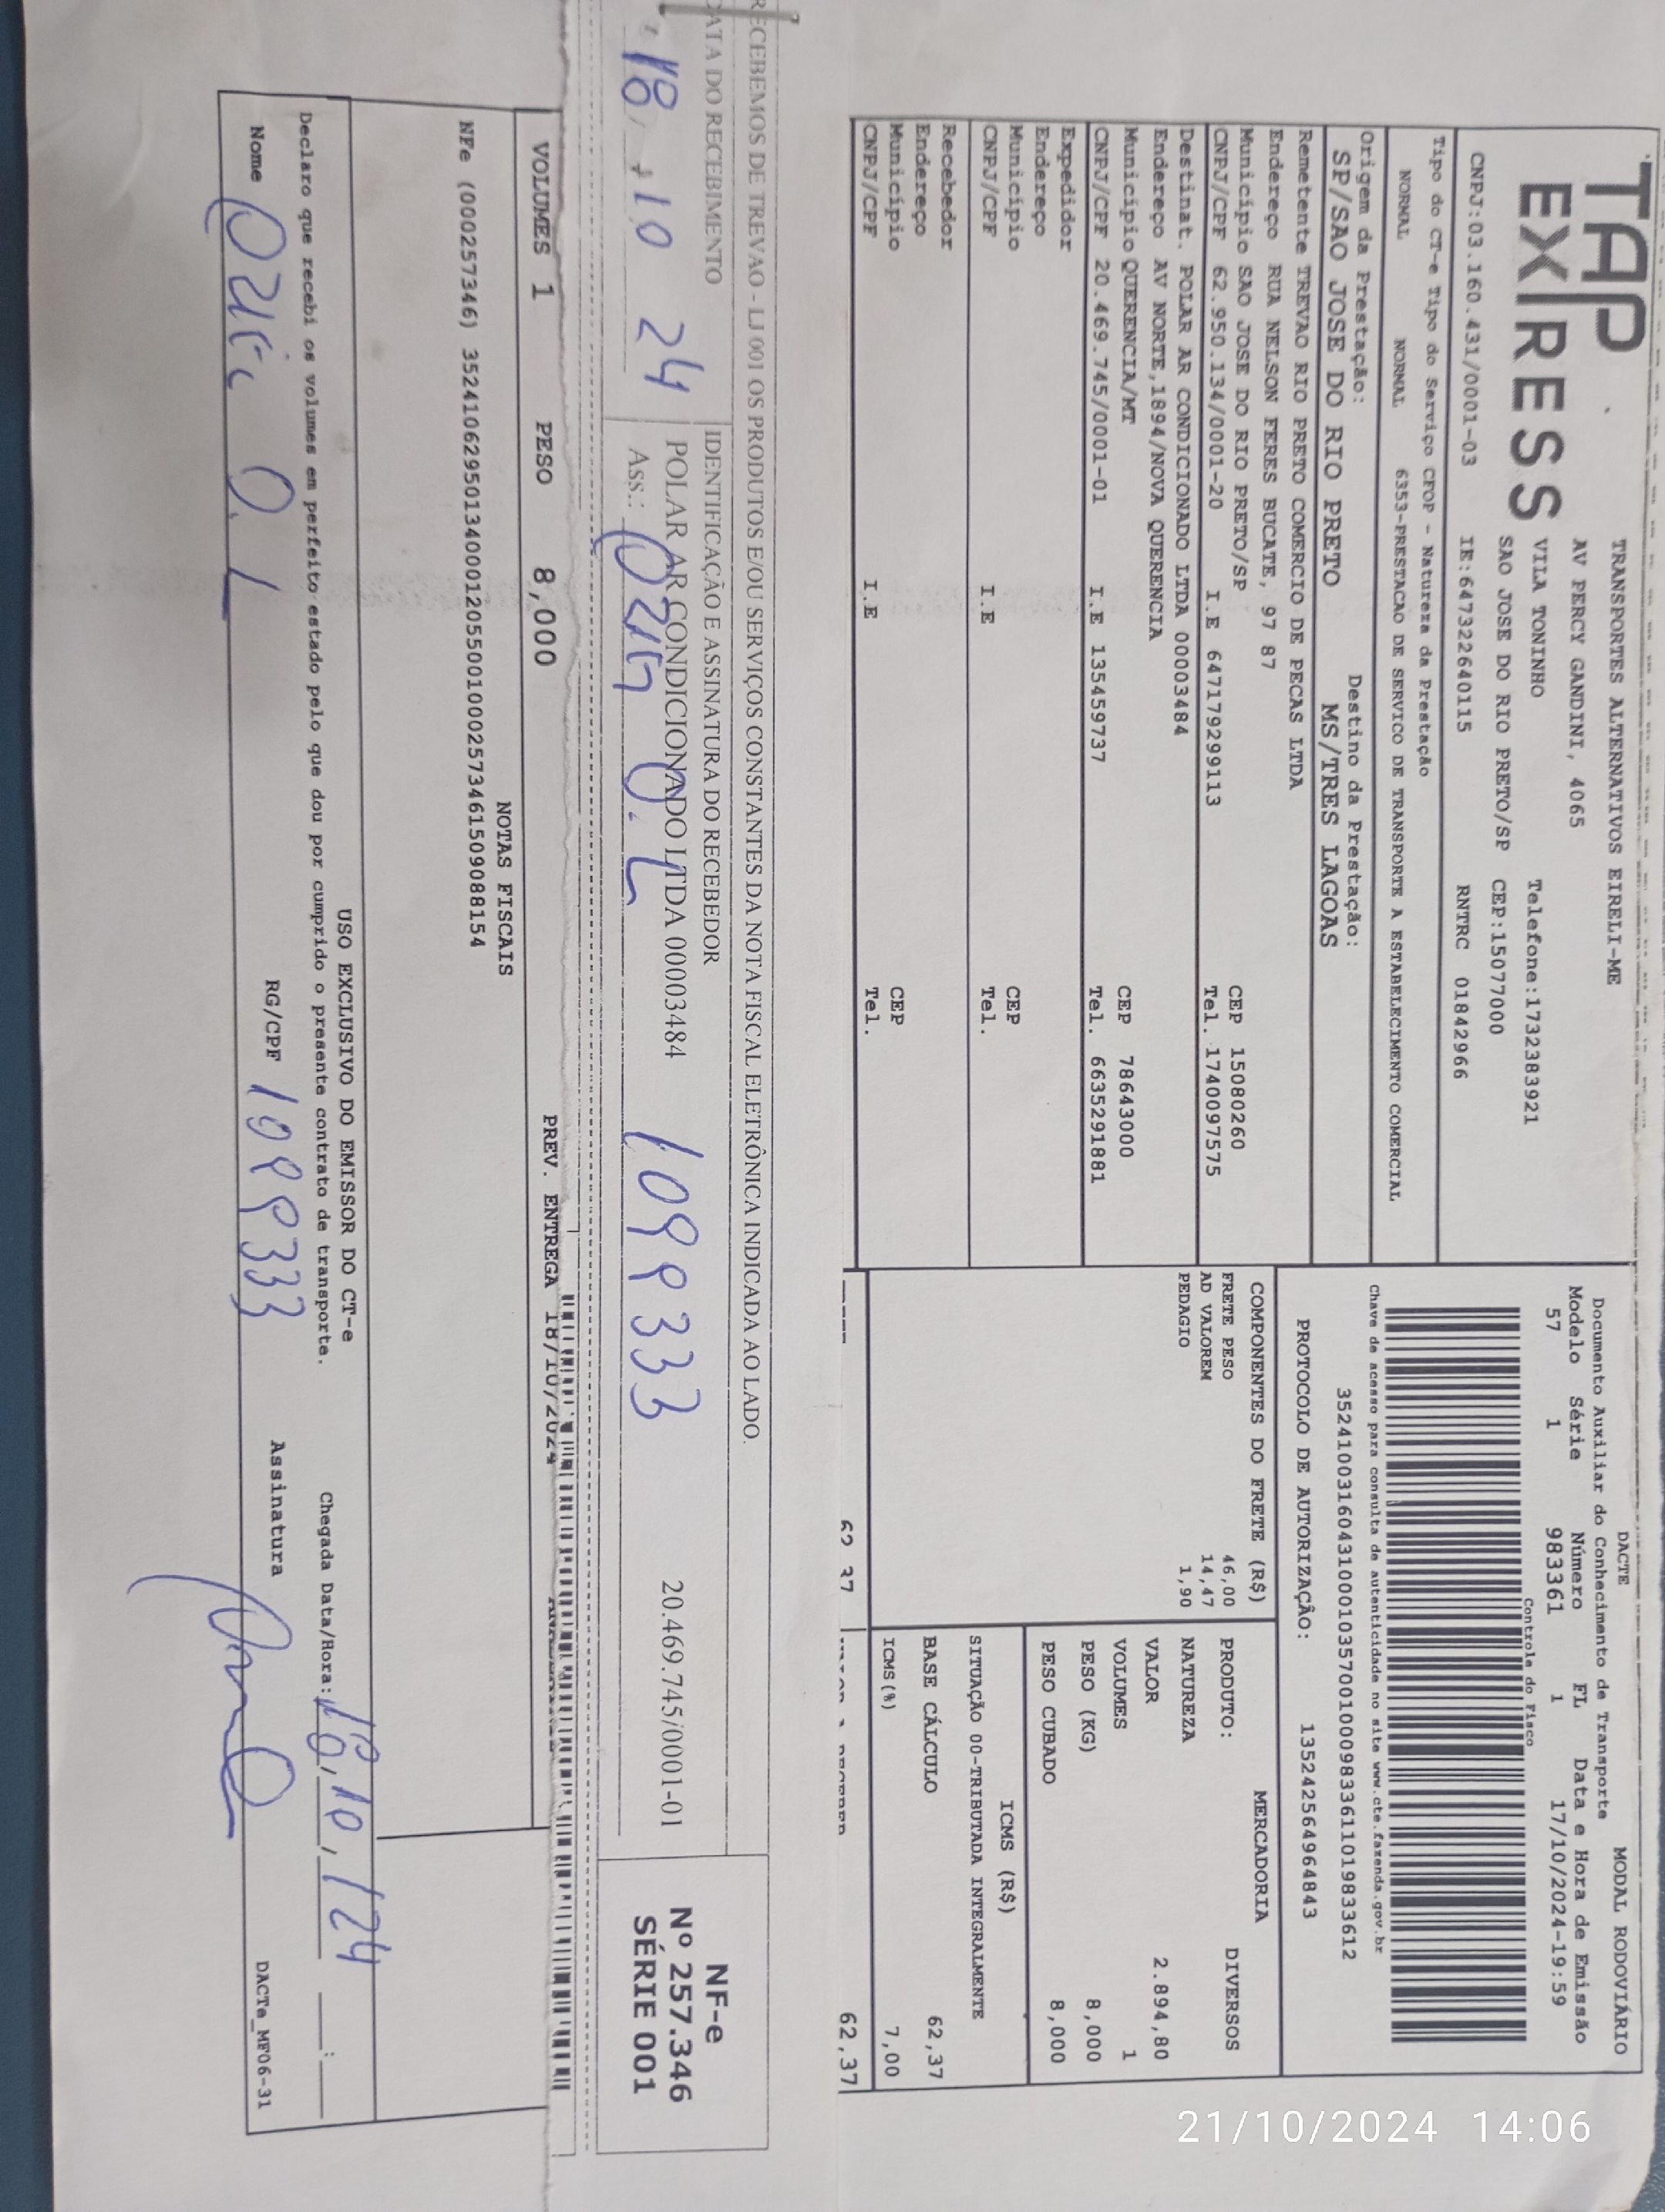 TAP
EXPRESS
TRANSPORTES ALTERNATIVOS EIRELI-ME
AV PERCY GANDINI, 4065
VILA TONINHO Telefone:1732383921
SAO JOSE DO RIO PRETO/SP CEP:15077000
CNPJ:03.160.431/0001-03 IE:647322640115 RNTRC 01842966
Tipo do CT-e Tipo do Serviço CFOP - Natureza da Prestação
NORMAL NORMAL 6353-PRESTACAO DE SERVICO DE TRANSPORTE A ESTABELECIMENTO COMERCIAL
Origem da Prestação: Destino da Prestação:
SP/SAO JOSE DO RIO PRETO MS/TRES LAGOAS
Remetente TREVAO RIO PRETO COMERCIO DE PECAS LTDA
Endereço RUA NELSON FERES BUCATE, 97 87
Município SAO JOSE DO RIO PRETO/SP CEP 15080260
CNPJ/CPF 62.950.134/0001-20 I.E 647179299113 Tel. 1740097575
Destinat. POLAR AR CONDICIONADO LTDA 00003484
Endereço AV NORTE,1894/NOVA QUERENCIA
Município QUERENCIA/MT CEP 78643000
CNPJ/CPF 20.469.745/0001-01 I.E 135459737 Tel. 6635291881
Expedidor
Endereço
Município CEP
CNPJ/CPF I.E Tel.
Recebedor
Endereço
Município CEP
CNPJ/CPF I.E Tel.
DACTE MODAL RODOVIÁRIO
Documento Auxiliar do Conhecimento de Transporte
Modelo Série Número FL Data e Hora de Emissão
57 1 983361 1 17/10/2024-19:59
Controle do Fisco
Chave de acesso para consulta de autenticidade no site www.cte.fazenda.gov.br
35241003160431000103570010009833611019833612
PROTOCOLO DE AUTORIZAÇÃO: 135242564964843
COMPONENTES DO FRETE (R$)
FRETE PESO 46,00
AD VALOREM 14,47
PEDAGIO 1,90
MERCADORIA
PRODUTO: DIVERSOS
NATUREZA
VALOR 2.894,80
VOLUMES 1
PESO (KG) 8,000
PESO CUBADO 8,000
ICMS (R$)
SITUAÇÃO 00-TRIBUTADA INTEGRALMENTE
BASE CÁLCULO 62,37
ICMS(%) 7,00
62,37 62,37
RECEBEMOS DE TREVAO - LJ 001 OS PRODUTOS E/OU SERVIÇOS CONSTANTES DA NOTA FISCAL ELETRÔNICA INDICADA AO LADO.
DATA DO RECEBIMENTO IDENTIFICAÇÃO E ASSINATURA DO RECEBEDOR
POLAR AR CONDICIONADO LTDA 00003484 20.469.745/0001-01
18 10 24 Ass.: 109933 3
NF-e
Nº 257.346
SÉRIE 001
VOLUMES 1 PESO 8,000 PREV. ENTREGA 18/10/2024
NOTAS FISCAIS
NFe (000257346) 35241062950134000120550010002573461509088154
USO EXCLUSIVO DO EMISSOR DO CT-e
Declaro que recebi os volumes em perfeito estado pelo que dou por cumprido o presente contrato de transporte.
Chegada Data/Hora: 18/10/24
Nome RG/CPF 1099333 Assinatura
DACTe_MF06-31
21/10/2024 14:06